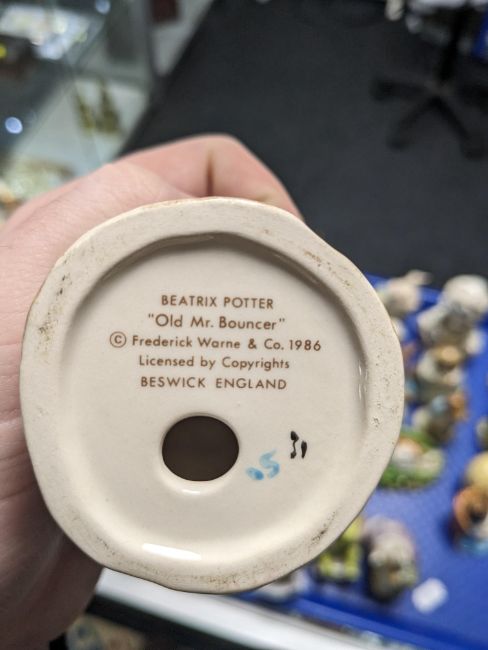 BEATRIX POTTER
"Old Mr. Bouncer"
© Frederick Warne & Co. 1986
Licensed by Copyrights
BESWICK ENGLAND